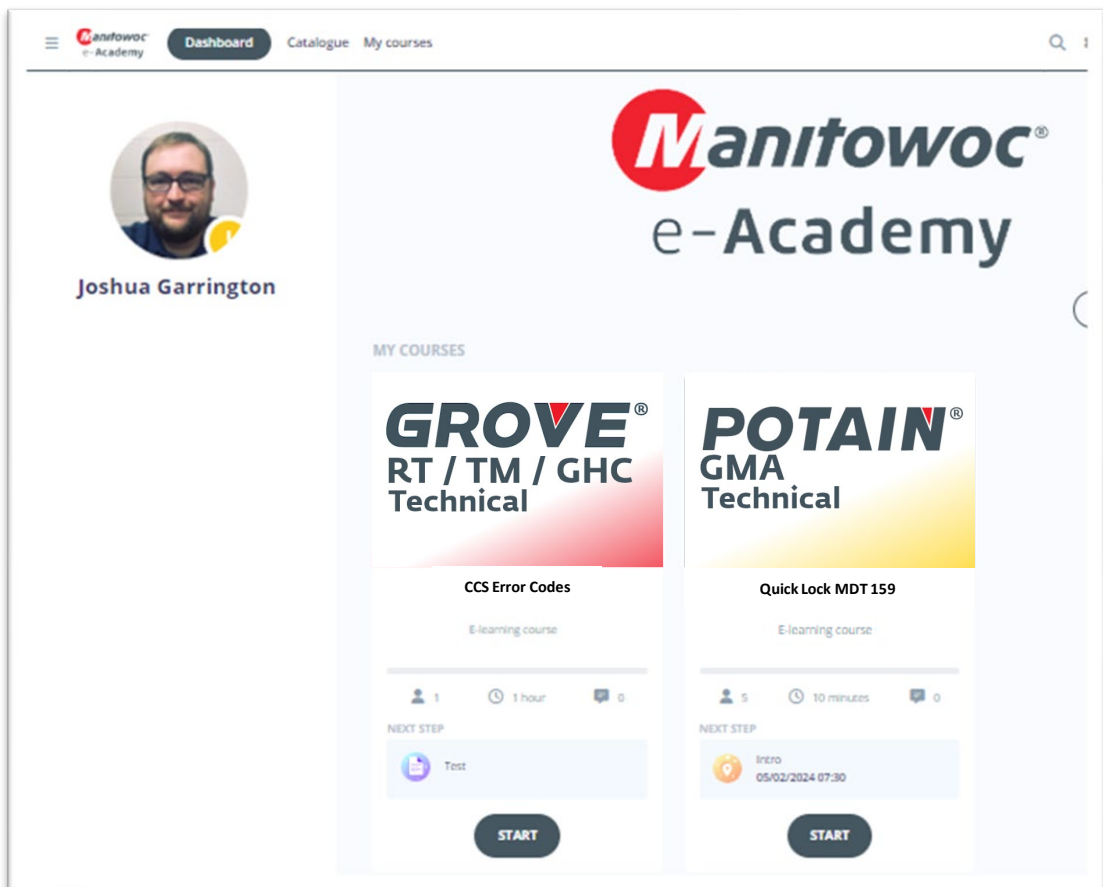 Manitowoc
e-Academy
Dashboard
Catalogue
My courses
Manitowoc®
e-Academy
Joshua Garrington
MY COURSES
GROVE®
RT / TM / GHC
Technical
CCS Error Codes
E-learning course
1
1 hour
0
NEXT STEP
Test
START
POTAIN®
GMA
Technical
Quick Lock MDT 159
E-learning course
5
10 minutes
0
NEXT STEP
Intro
05/02/2024 07:30
START